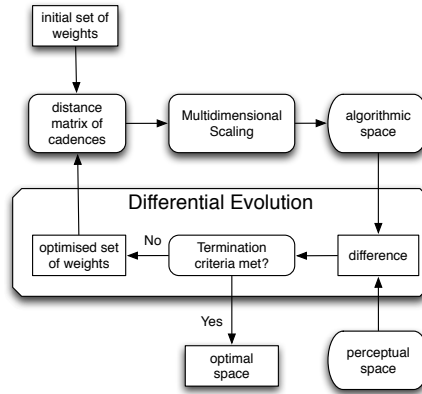 initial set of
weights
distance
matrix of
cadences
Multidimensional
Scaling
algorithmic
space
Differential Evolution
optimised set
of weights
No
Termination
criteria met?
difference
Yes
optimal
space
perceptual
space